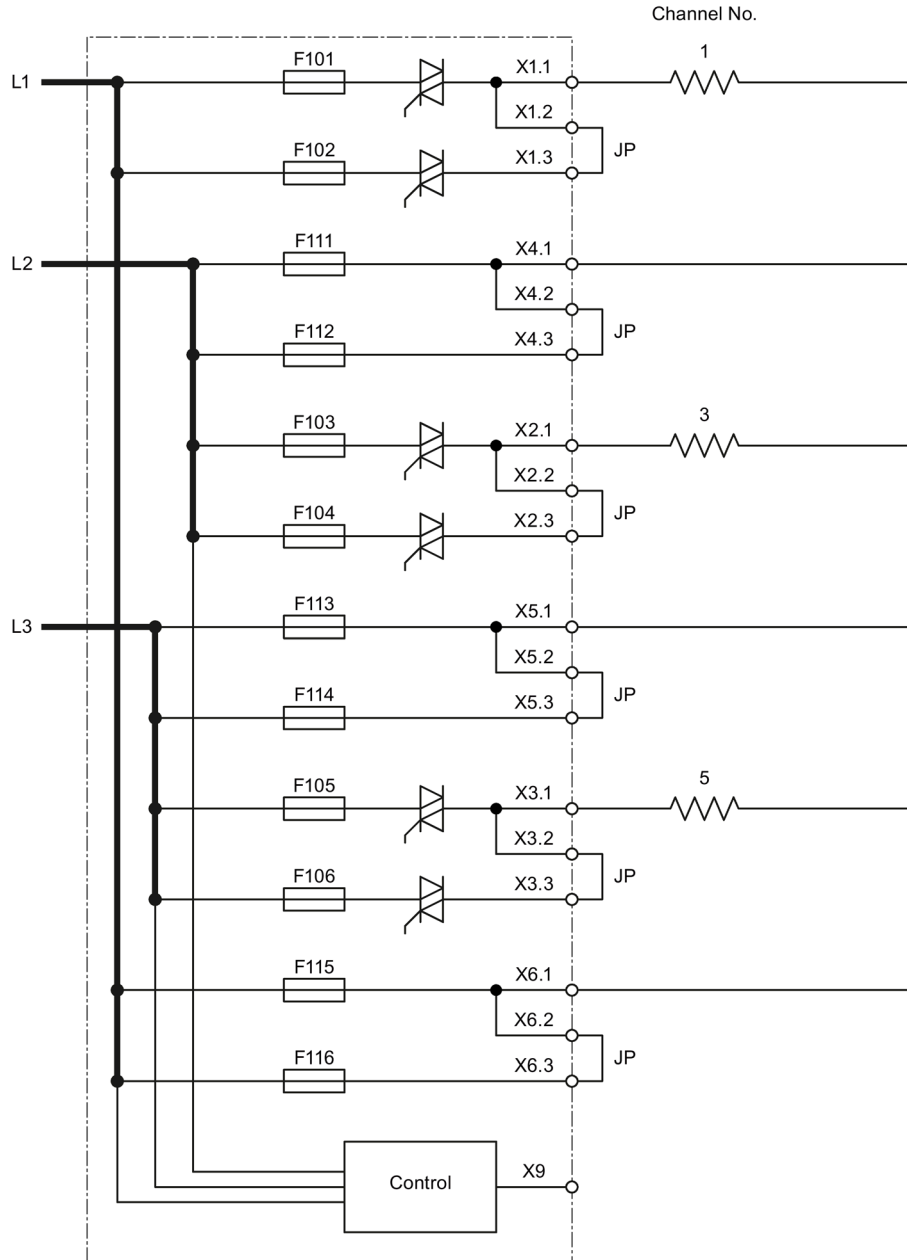 Channel No.
F101
X1.1
1
L1
X1.2
F102
X1.3
JP
F111
X4.1
L2
X4.2
F112
X4.3
JP
F103
X2.1
3
X2.2
F104
X2.3
JP
F113
X5.1
L3
X5.2
F114
X5.3
JP
F105
X3.1
5
X3.2
F106
X3.3
JP
F115
X6.1
X6.2
F116
X6.3
JP
Control
X9